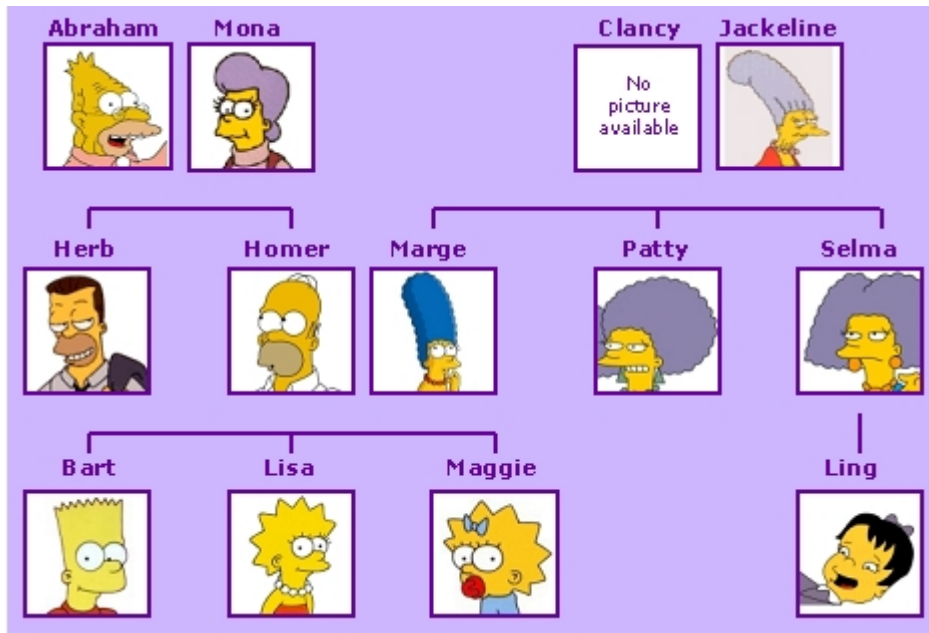 Abraham Mona Clancy Jackeline
No
picture
available
Herb Homer Marge Patty Selma
Bart Lisa Maggie Ling